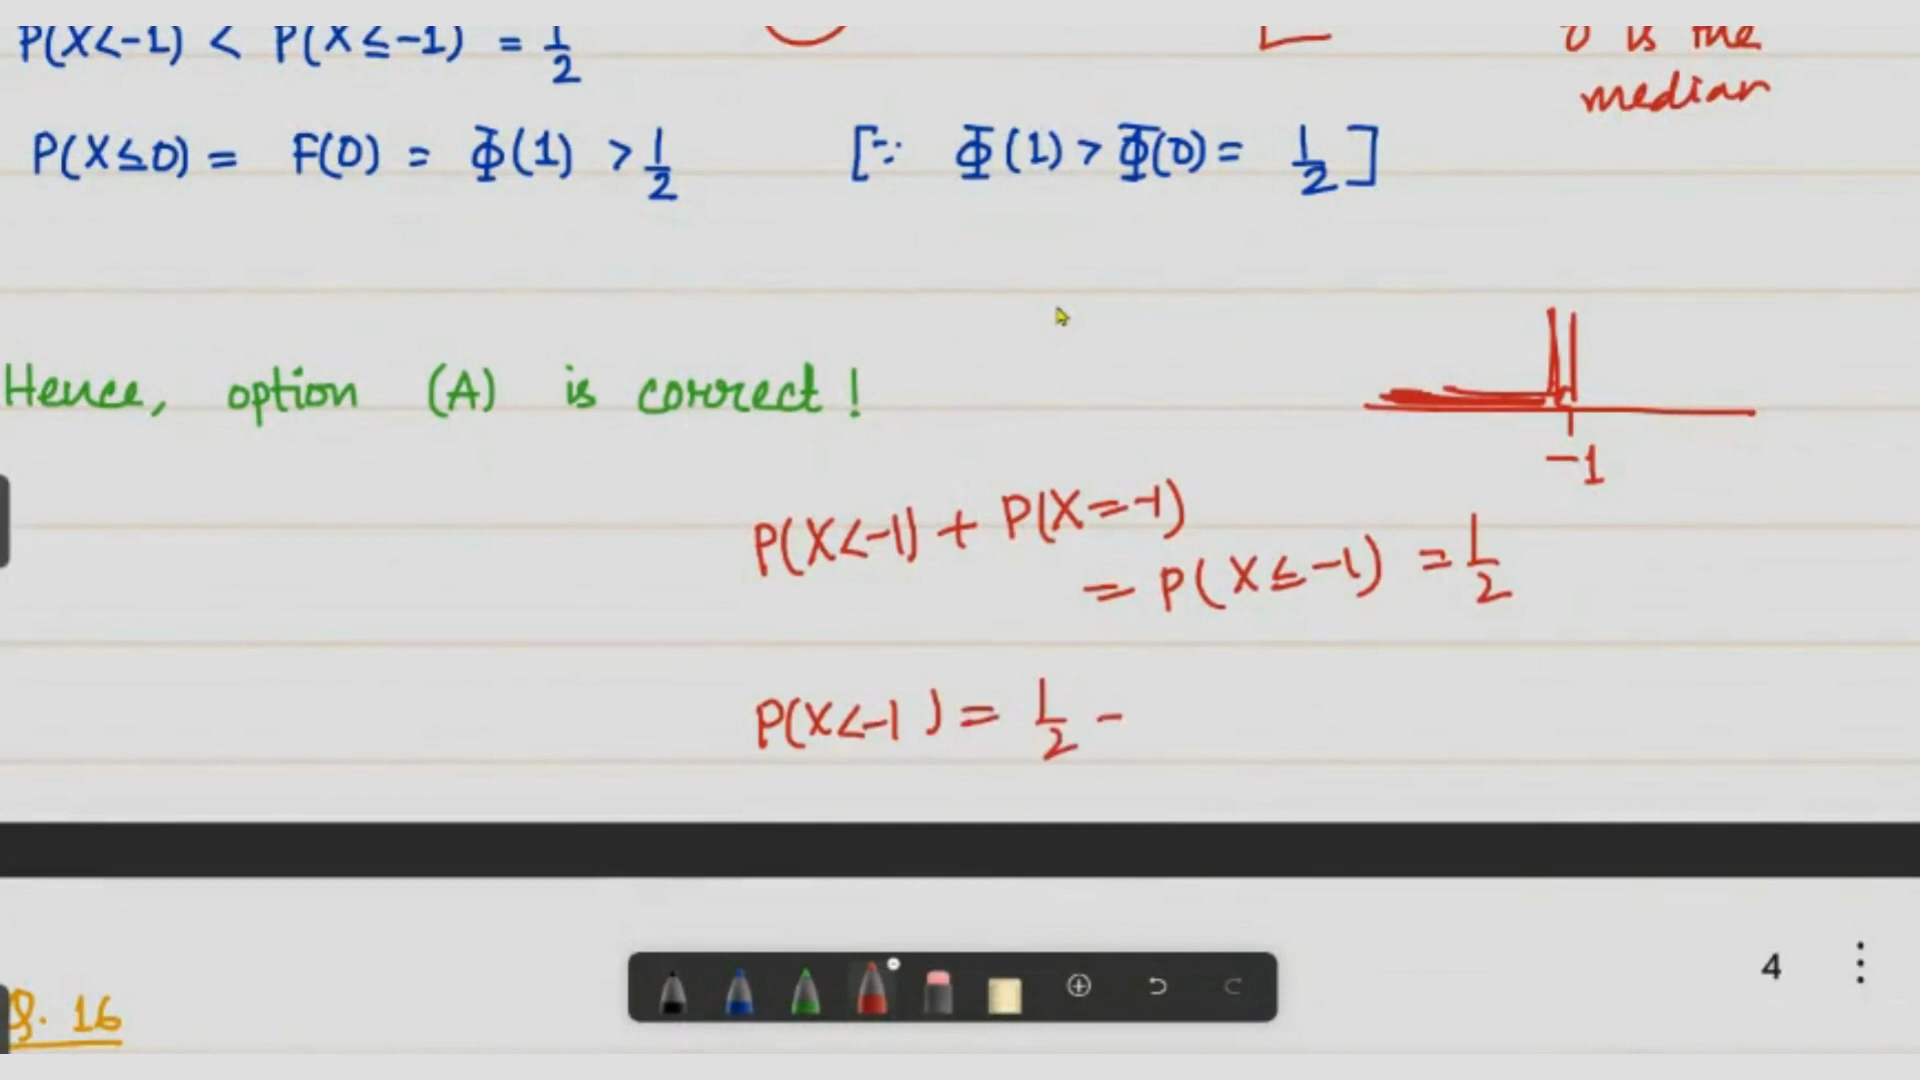 P(X<-1) < P(X≤-1) = 1/2
0 is the
median
P(X≤0) = F(0) = Φ(1) > 1/2 [∵ Φ(1) > Φ(0) = 1/2]
Hence, option (A) is correct!
-1
P(X<-1) + P(X=-1)
= P(X≤-1) = 1/2
P(X<-1) = 1/2 -
4
Q. 16